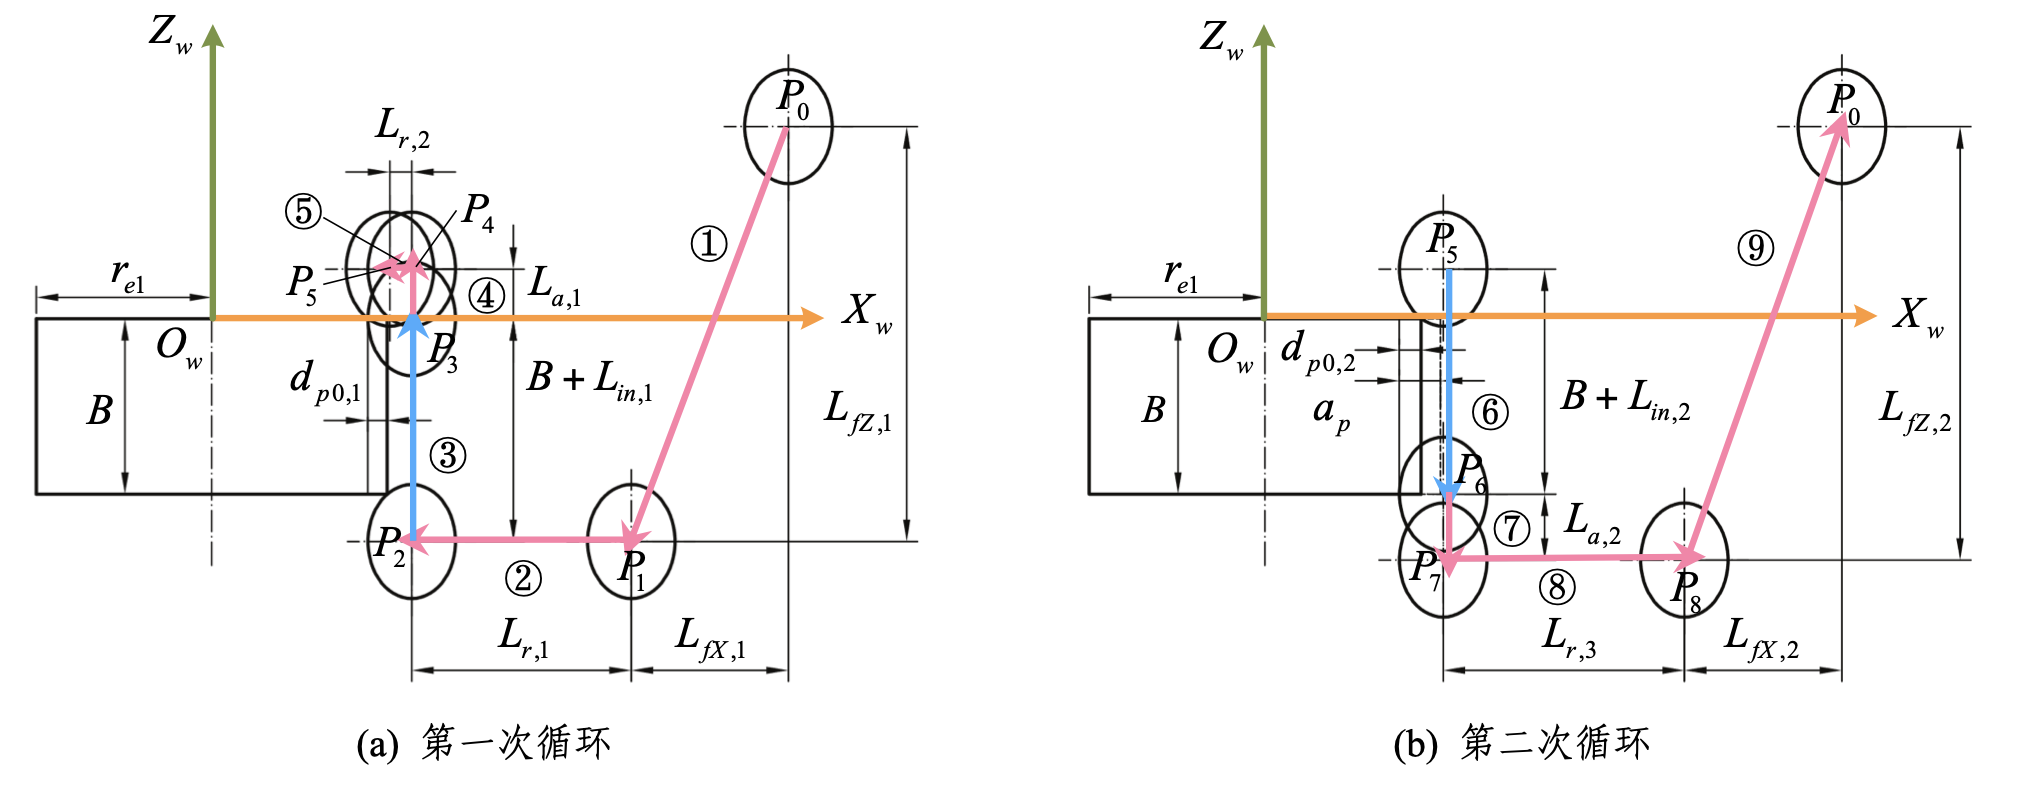 Z_w
P_0
L_{r,2}
⑤
P_4
①
r_{e1}
P_5
④
L_{a,1}
X_w
O_w
P_3
d_{p0,1}
B + L_{in,1}
B
L_{fZ,1}
③
P_2
P_1
②
L_{r,1}
L_{fX,1}
(a) 第一次循环
Z_w
P_0
P_5
⑨
r_{e1}
X_w
O_w
d_{p0,2}
B + L_{in,2}
B
a_p
⑥
L_{fZ,2}
P_6
⑦
L_{a,2}
P_7
⑧
P_8
L_{r,3}
L_{fX,2}
(b) 第二次循环